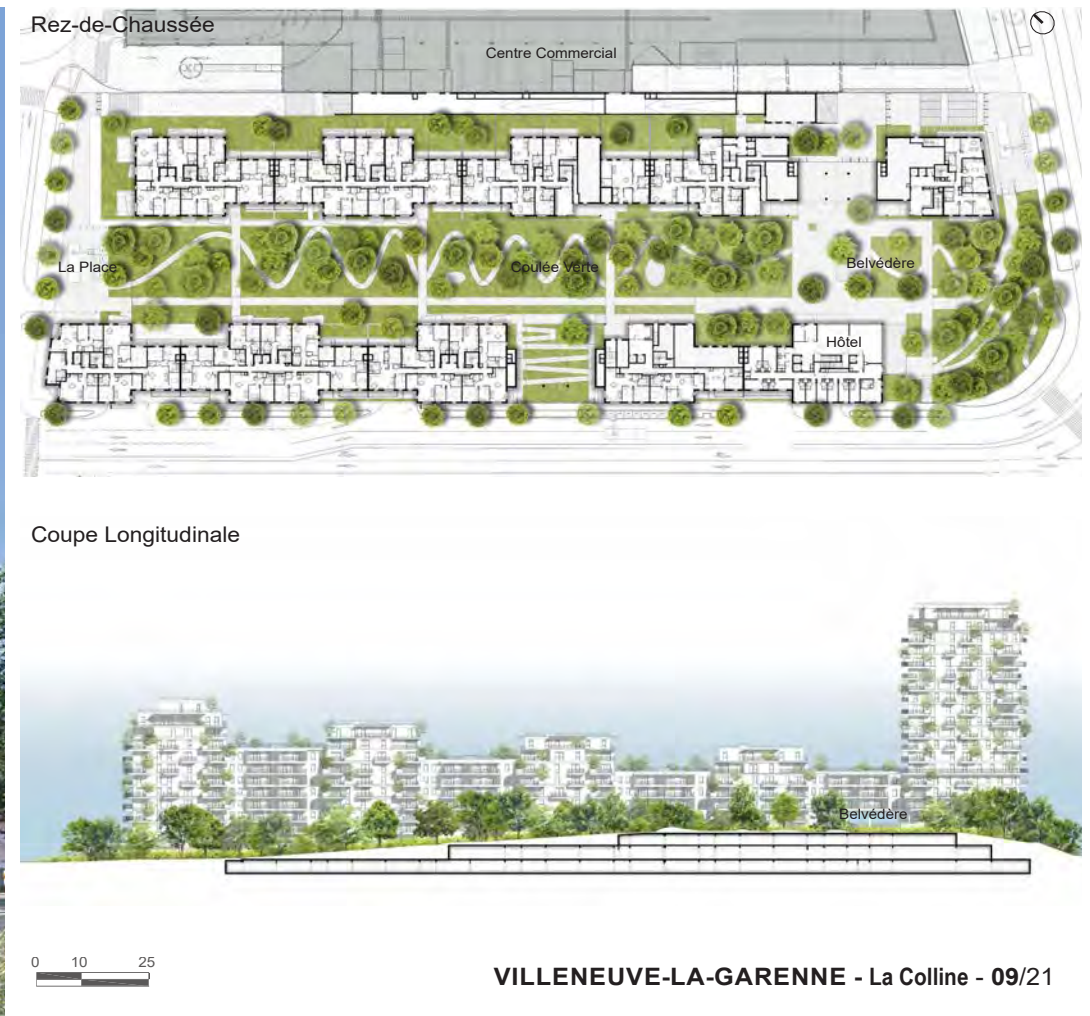 Rez-de-Chaussée
Centre Commercial
La Place
Coulée Verte
Belvédère
Hôtel
Coupe Longitudinale
Belvédère
0 10 25
VILLENEUVE-LA-GARENNE - La Colline - 09/21